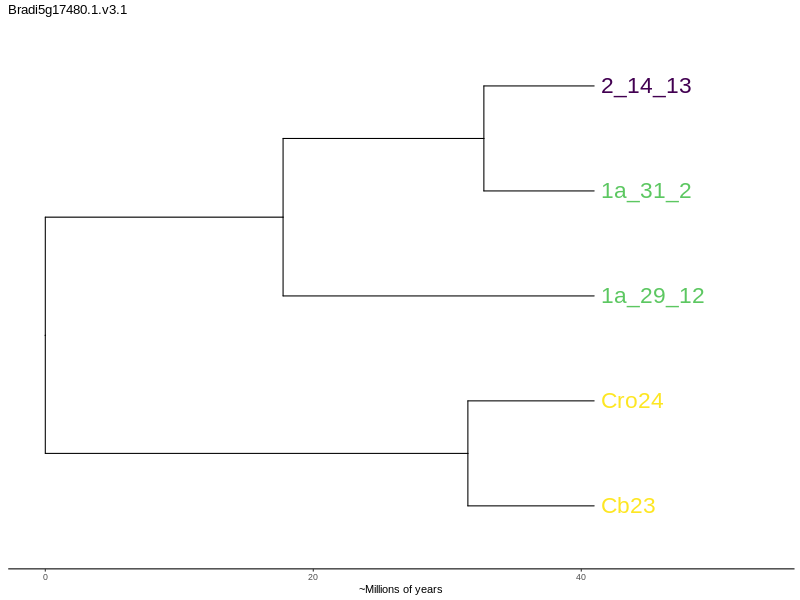 Bradi5g17480.1.v3.1
2_14_13
1a_31_2
1a_29_12
Cro24
Cb23
0 20 40
~Millions of years